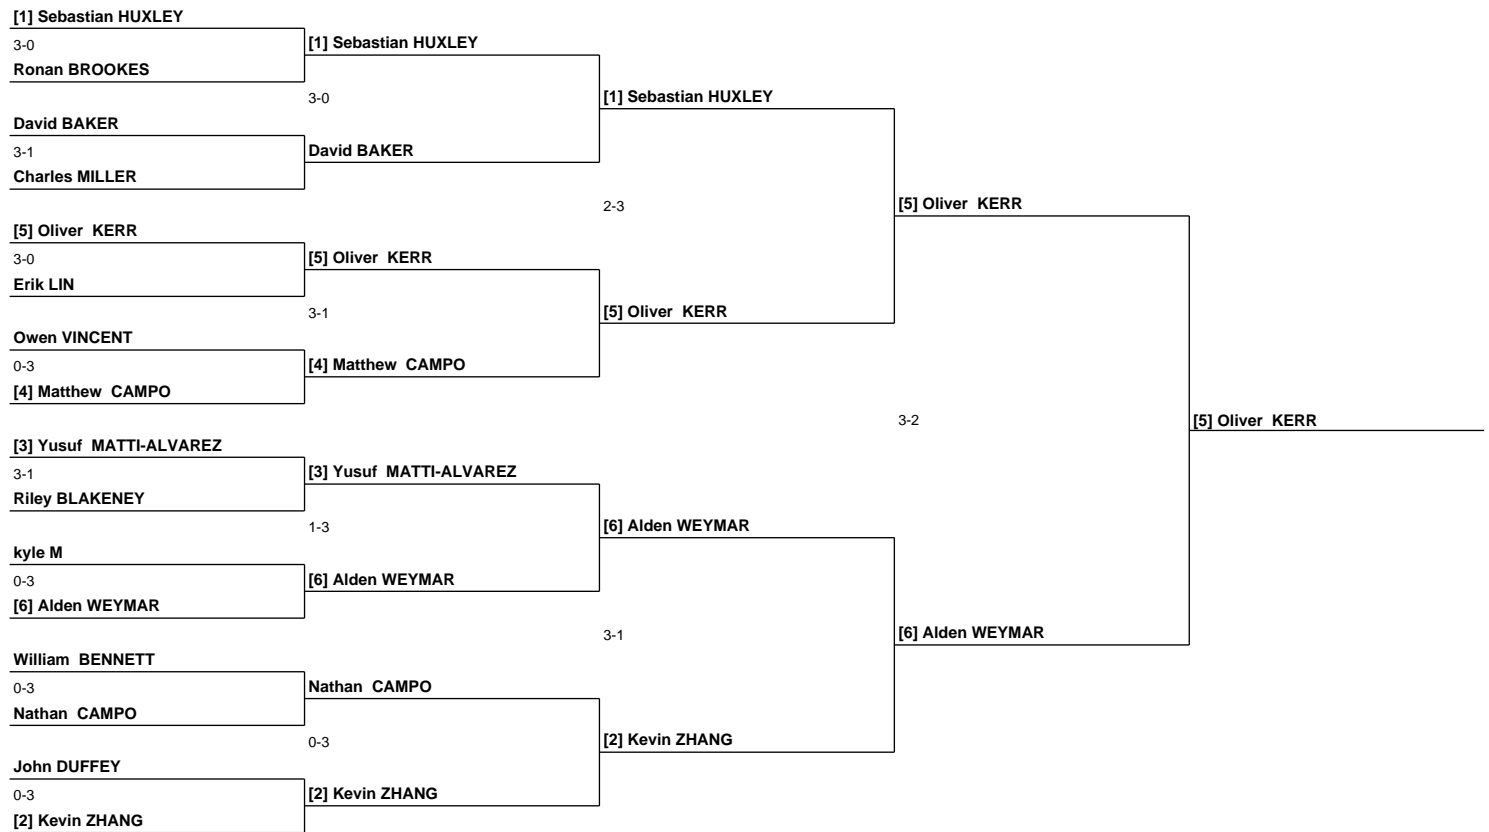 [1] Sebastian HUXLEY
3-0
Ronan BROOKES
[1] Sebastian HUXLEY
3-0
David BAKER
3-1
Charles MILLER
David BAKER
[1] Sebastian HUXLEY
2-3
[5] Oliver  KERR
3-0
Erik LIN
[5] Oliver  KERR
3-1
Owen VINCENT
0-3
[4] Matthew  CAMPO
[4] Matthew  CAMPO
[5] Oliver  KERR
[5] Oliver  KERR
3-2
[5] Oliver  KERR
[3] Yusuf  MATTI-ALVAREZ
3-1
Riley BLAKENEY
[3] Yusuf  MATTI-ALVAREZ
1-3
kyle M
0-3
[6] Alden WEYMAR
[6] Alden WEYMAR
[6] Alden WEYMAR
3-1
[6] Alden WEYMAR
William  BENNETT
0-3
Nathan  CAMPO
Nathan  CAMPO
0-3
John DUFFEY
0-3
[2] Kevin ZHANG
[2] Kevin ZHANG
[2] Kevin ZHANG